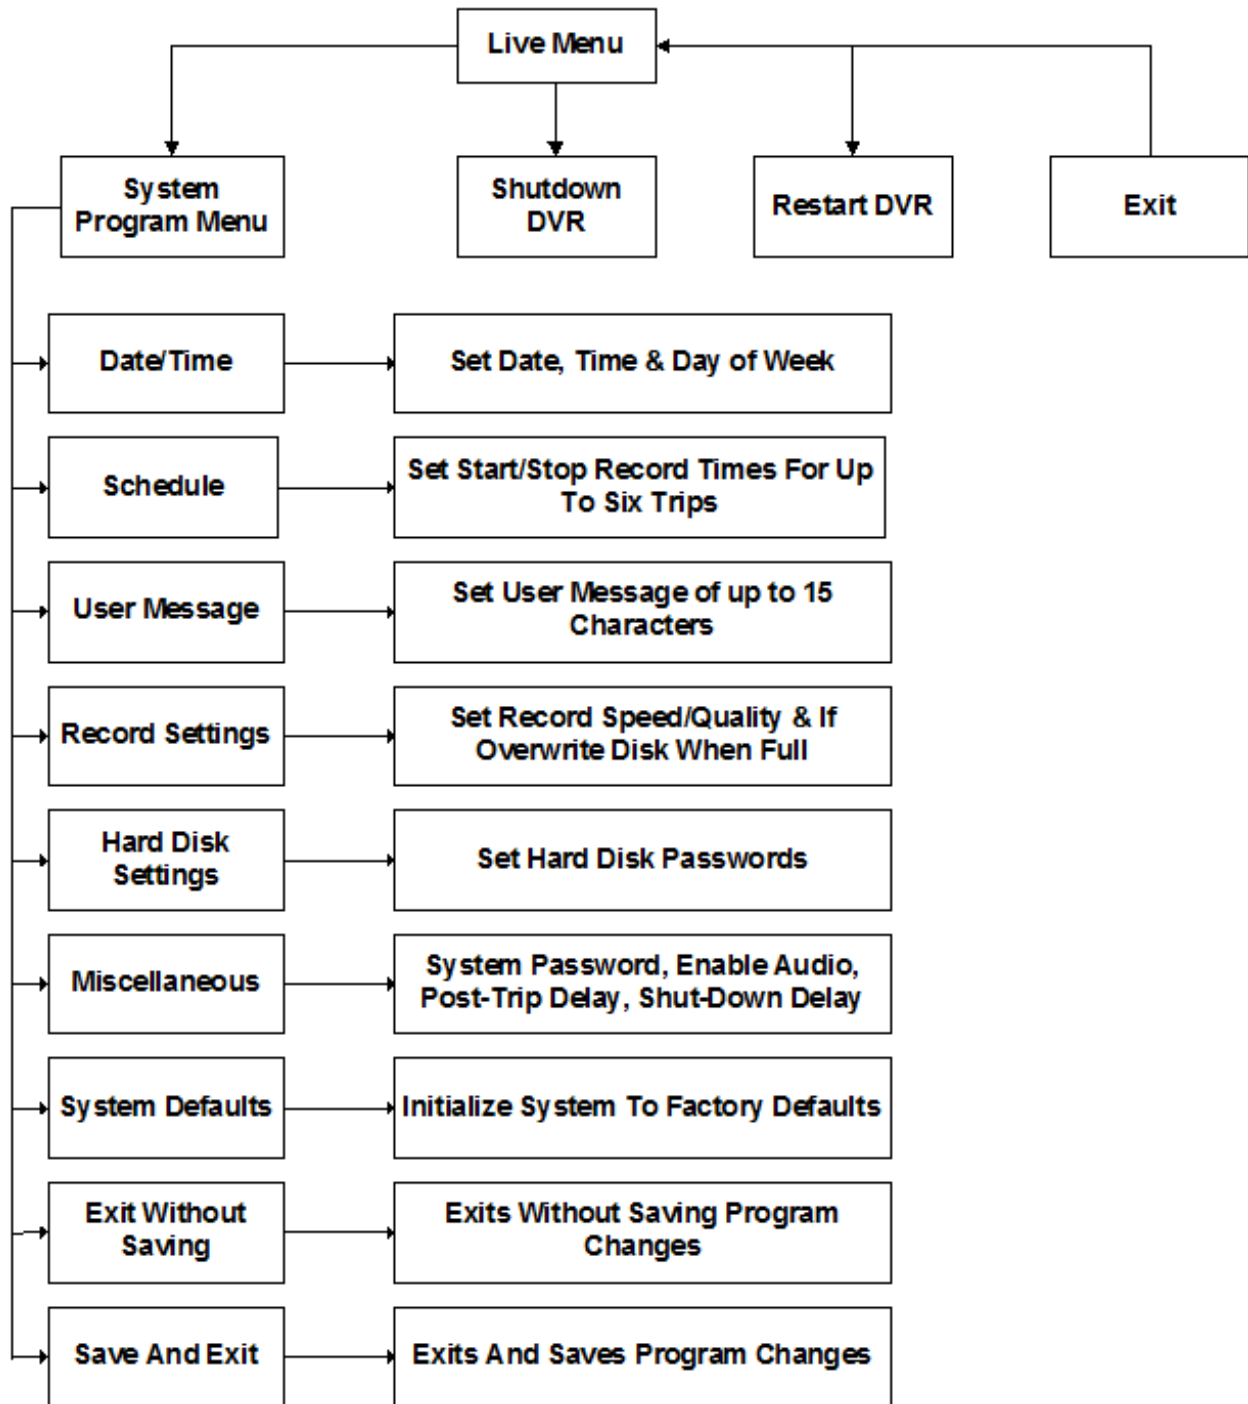 Live Menu
System
Program Menu
Shutdown
DVR
Restart DVR
Exit
Date/Time
Set Date, Time & Day of Week
Schedule
Set Start/Stop Record Times For Up
To Six Trips
User Message
Set User Message of up to 15
Characters
Record Settings
Set Record Speed/Quality & If
Overwrite Disk When Full
Hard Disk
Settings
Set Hard Disk Passwords
Miscellaneous
System Password, Enable Audio,
Post-Trip Delay, Shut-Down Delay
System Defaults
Initialize System To Factory Defaults
Exit Without
Saving
Exits Without Saving Program
Changes
Save And Exit
Exits And Saves Program Changes